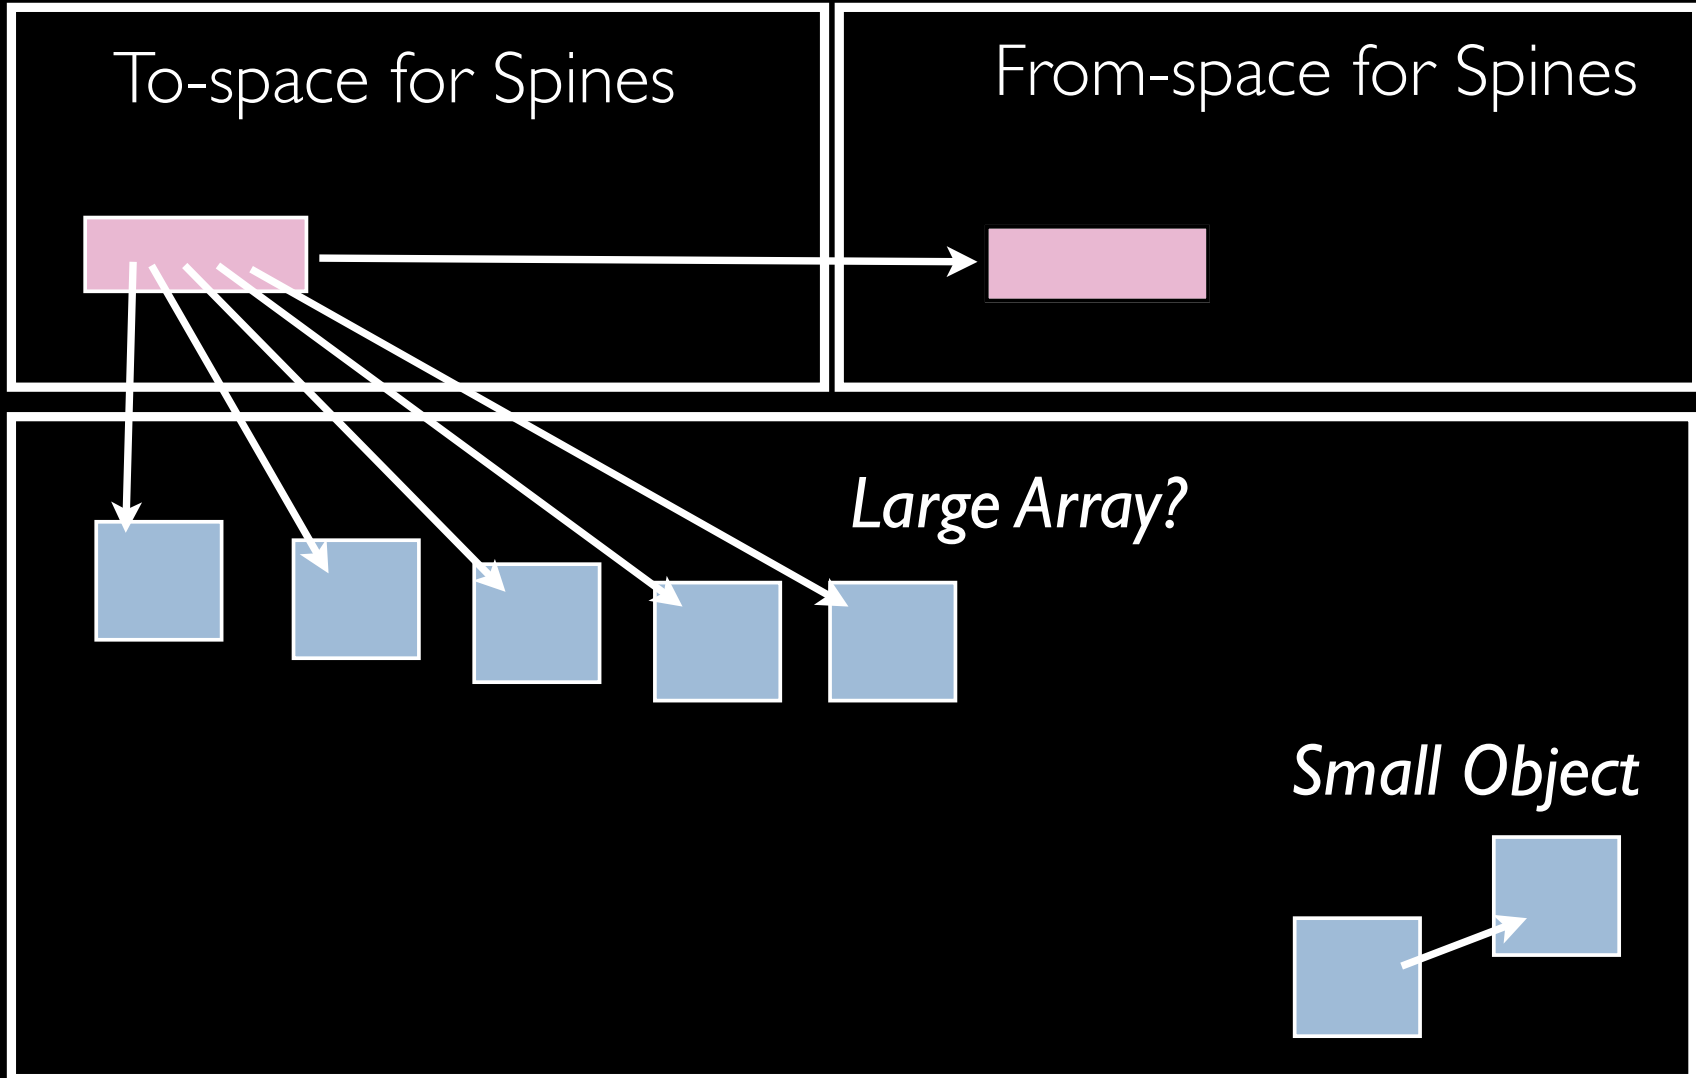 To-space for Spines
From-space for Spines
Large Array?
Small Object